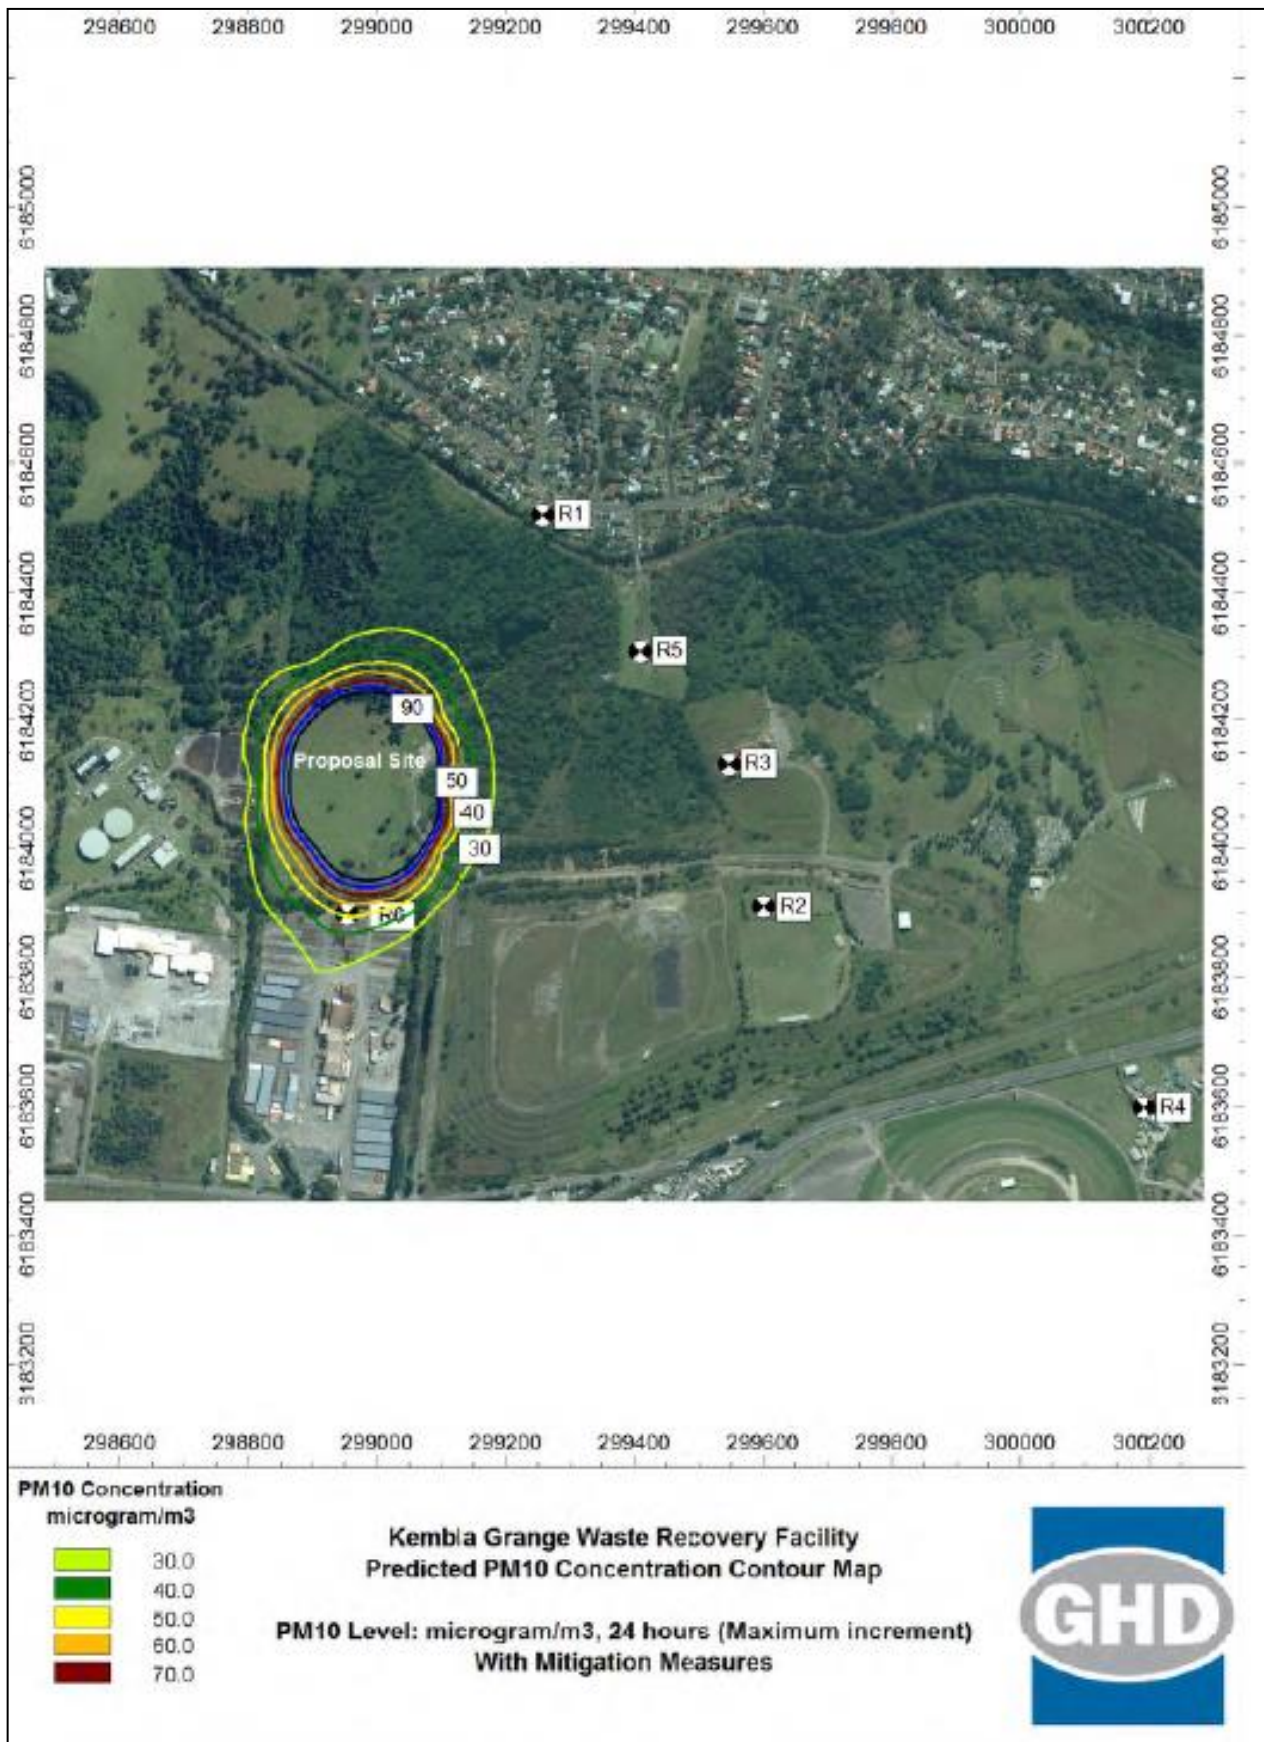 298600 298800 299000 299200 299400 299600 299800 300000 300200
6185000 6185000
6184800 6184800
6184600 6184600
R1
6184400 6184400
R5
6184200 6184200
90
Proposal Site
R3
50
40
6184000 6184000
30
R2
R6
6183800 6183800
6183600 6183600
R4
6183400 6183400
6183200 6183200
298600 298800 299000 299200 299400 299600 299800 300000 300200
PM10 Concentration
microgram/m3
30.0
40.0
50.0
60.0
70.0
Kembla Grange Waste Recovery Facility
Predicted PM10 Concentration Contour Map
PM10 Level: microgram/m3, 24 hours (Maximum increment)
With Mitigation Measures
GHD